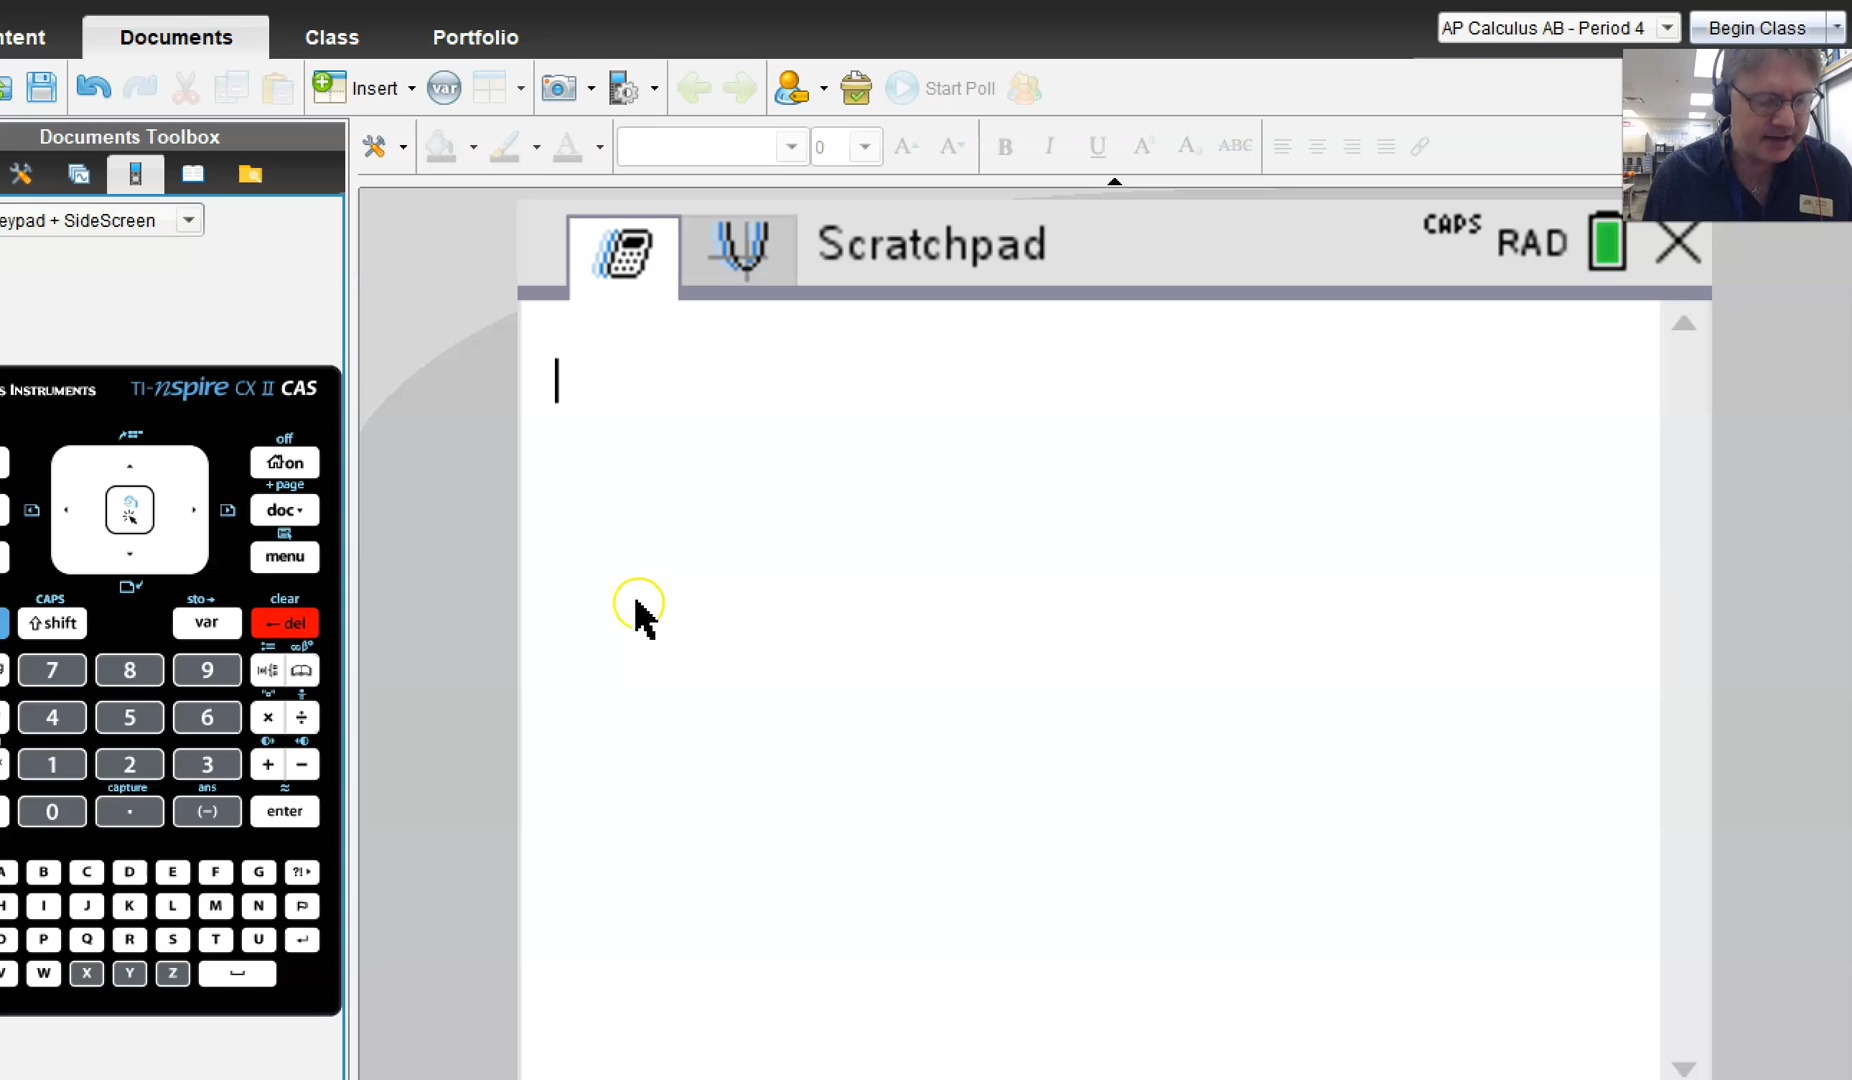 ntent Documents Class Portfolio AP Calculus AB - Period 4 Begin Class
Insert var Start Poll
Documents Toolbox
0 A A B I U A A ABC
eypad + SideScreen
Scratchpad CAPS RAD
s INSTRUMENTS TI-nspire CX II CAS
off
on
+page
doc
menu
CAPS sto→ clear
shift var ← del
:= ∞β°
7 8 9
4 5 6 × ÷
1 2 3 + −
capture ans ≈
0 . (−) enter
A B C D E F G ?!▸
H I J K L M N
O P Q R S T U
V W X Y Z